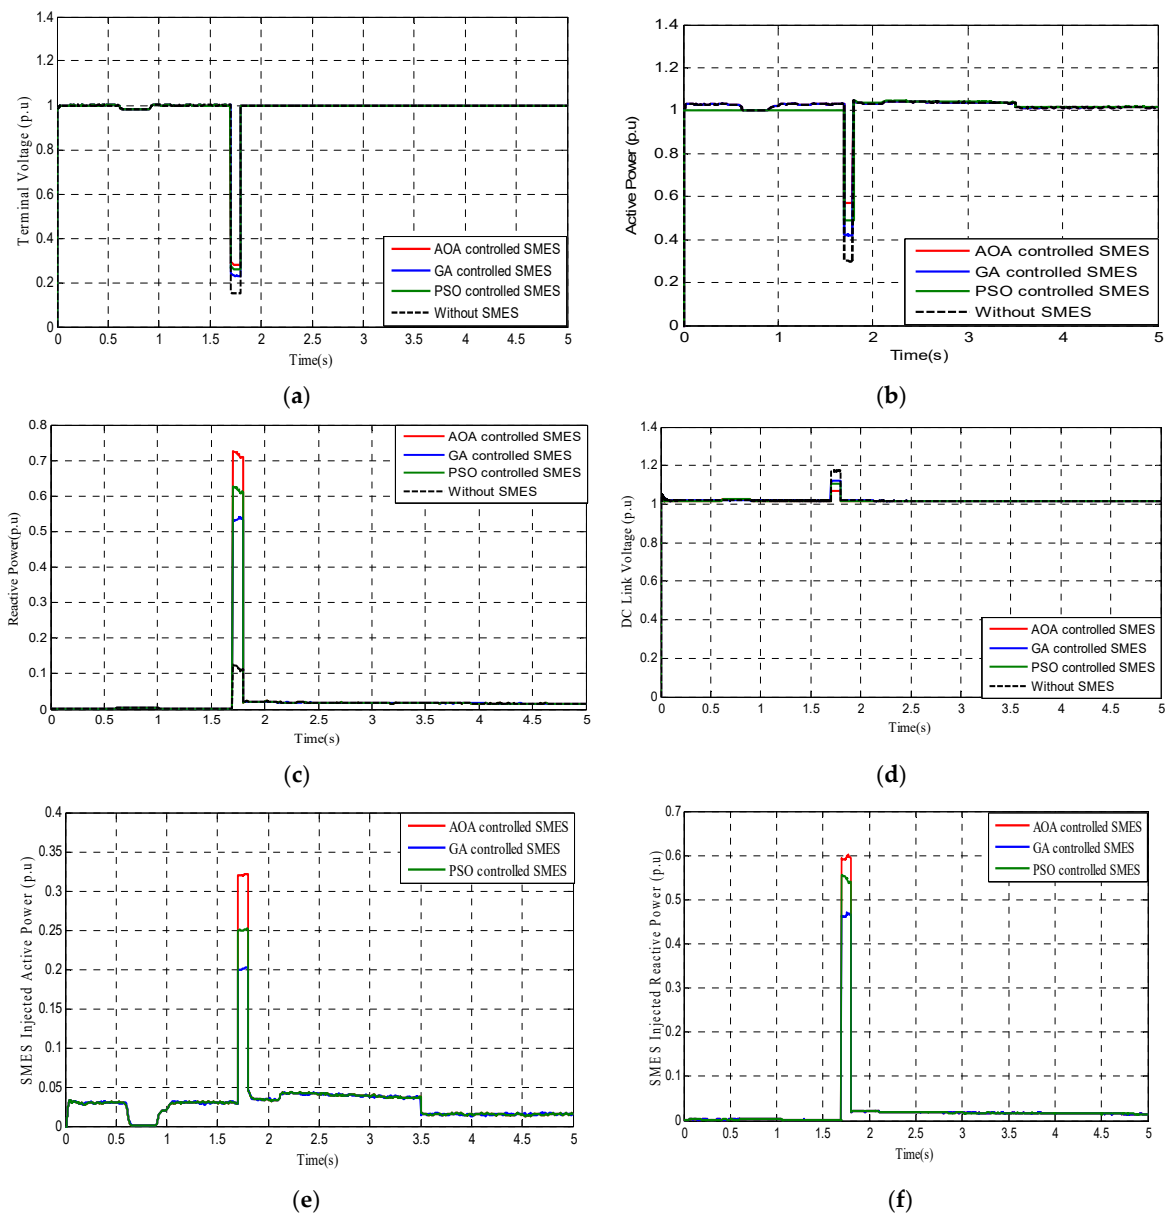 1.4
1.2
1
0.8
0.6
0.4
0.2
0
Terminal Voltage (p.u)
AOA controlled SMES
GA controlled SMES
PSO controlled SMES
Without SMES
0 0.5 1 1.5 2 2.5 3 3.5 4 4.5 5
Time(s)
(a)
1.4
1.2
1
0.8
0.6
0.4
0.2
0
Active Power (p.u)
AOA controlled SMES
GA controlled SMES
PSO controlled SMES
Without SMES
0 1 2 3 4 5
Time(s)
(b)
0.8
0.7
0.6
0.5
0.4
0.3
0.2
0.1
0
Reactive Power(p.u)
AOA controlled SMES
GA controlled SMES
PSO controlled SMES
Without SMES
0 0.5 1 1.5 2 2.5 3 3.5 4 4.5 5
Time(s)
(c)
1.4
1.2
1
0.8
0.6
0.4
0.2
0
DC Link Voltage (p.u)
AOA controlled SMES
GA controlled SMES
PSO controlled SMES
Without SMES
0 0.5 1 1.5 2 2.5 3 3.5 4 4.5 5
Time(s)
(d)
0.4
0.35
0.3
0.25
0.2
0.15
0.1
0.05
0
SMES Injected Active Power (p.u)
AOA controlled SMES
GA controlled SMES
PSO controlled SMES
0 0.5 1 1.5 2 2.5 3 3.5 4 4.5 5
Time(s)
(e)
0.7
0.6
0.5
0.4
0.3
0.2
0.1
0
SMES Injected Reactive Power (p.u)
AOA controlled SMES
GA controlled SMES
PSO controlled SMES
0 0.5 1 1.5 2 2.5 3 3.5 4 4.5 5
Time(s)
(f)